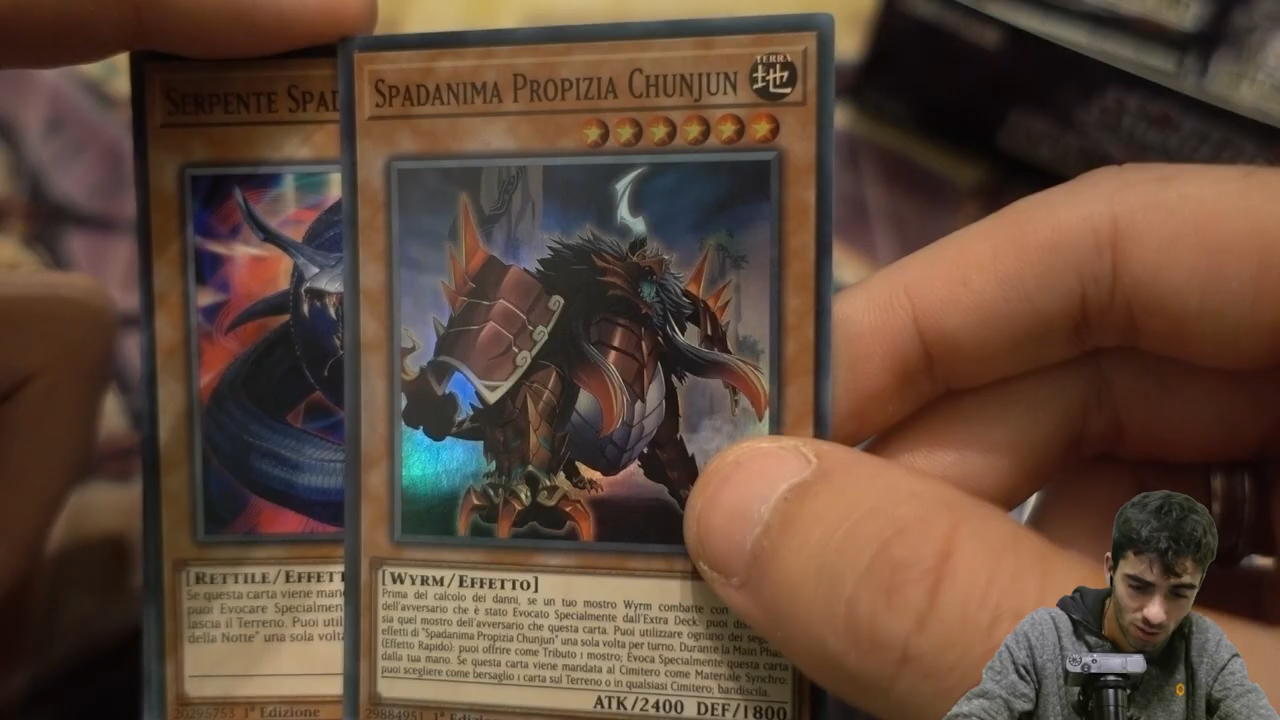 SERPENTE SPAD
[RETTILE/EFFETT
Se questa carta viene man
puoi Evocare Specialmen
lascia il Terreno. Puoi util
della Notte" una sola volta
20295753 1ª Edizione
SPADANIMA PROPIZIA CHUNJUN
TERRA
地
[WYRM/EFFETTO]
Prima del calcolo dei danni, se un tuo mostro Wyrm combatte con
dell'avversario che è stato Evocato Specialmente dall'Extra Deck: puoi dis
sia quel mostro dell'avversario che questa carta. Puoi utilizzare ognuno dei seg
effetti di "Spadanima Propizia Chunjun" una sola volta per turno. Durante la Main Phas
(Effetto Rapido): puoi offrire come Tributo 1 mostro; Evoca Specialmente questa carta
dalla tua mano. Se questa carta viene mandata al Cimitero come Materiale Synchro:
puoi scegliere come bersaglio 1 carta sul Terreno o in qualsiasi Cimitero; bandiscila.
ATK/2400 DEF/1800
29884951 1ª Edizione